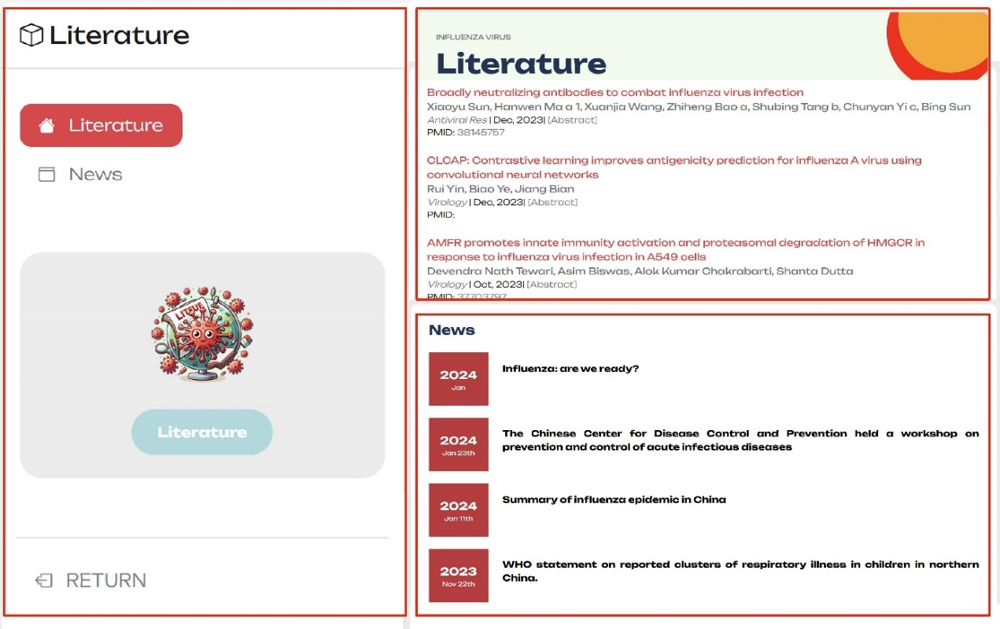 Literature
Literature
News
LITEUE
Literature
RETURN
INFLUENZA VIRUS
Literature
Broadly neutralizing antibodies to combat influenza virus infection
Xiaoyu Sun, Hanwen Ma a 1, Xuanjia Wang, Zhiheng Bao a, Shubing Tang b, Chunyan Yi c, Bing Sun
Antiviral Res | Dec, 2023| [Abstract]
PMID: 38145757
CLCAP: Contrastive learning improves antigenicity prediction for influenza A virus using
convolutional neural networks
Rui Yin, Biao Ye, Jiang Bian
Virology | Dec, 2023| [Abstract]
PMID:
AMFR promotes innate immunity activation and proteasomal degradation of HMGCR in
response to influenza virus infection in A549 cells
Devendra Nath Tewari, Asim Biswas, Alok Kumar Chakrabarti, Shanta Dutta
Virology | Oct, 2023| [Abstract]
PMID: 37703797
News
2024
Jan
Influenza: are we ready?
2024
Jan 23th
The Chinese Center for Disease Control and Prevention held a workshop on
prevention and control of acute infectious diseases
2024
Jan 11th
Summary of influenza epidemic in China
2023
Nov 22th
WHO statement on reported clusters of respiratory illness in children in northern
China.